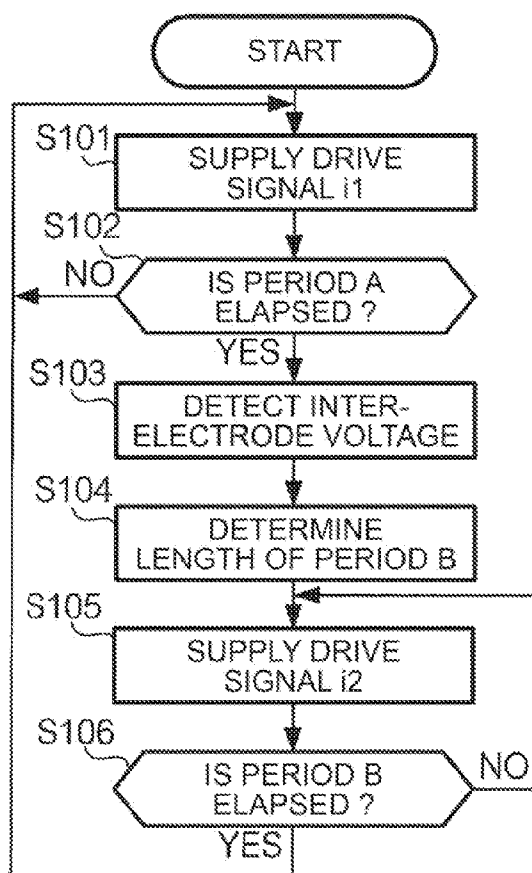 START
S101
SUPPLY DRIVE
SIGNAL i1
S102
NO
IS PERIOD A
ELAPSED ?
YES
S103
DETECT INTER-
ELECTRODE VOLTAGE
S104
DETERMINE
LENGTH OF PERIOD B
S105
SUPPLY DRIVE
SIGNAL i2
S106
IS PERIOD B
ELAPSED ?
NO
YES